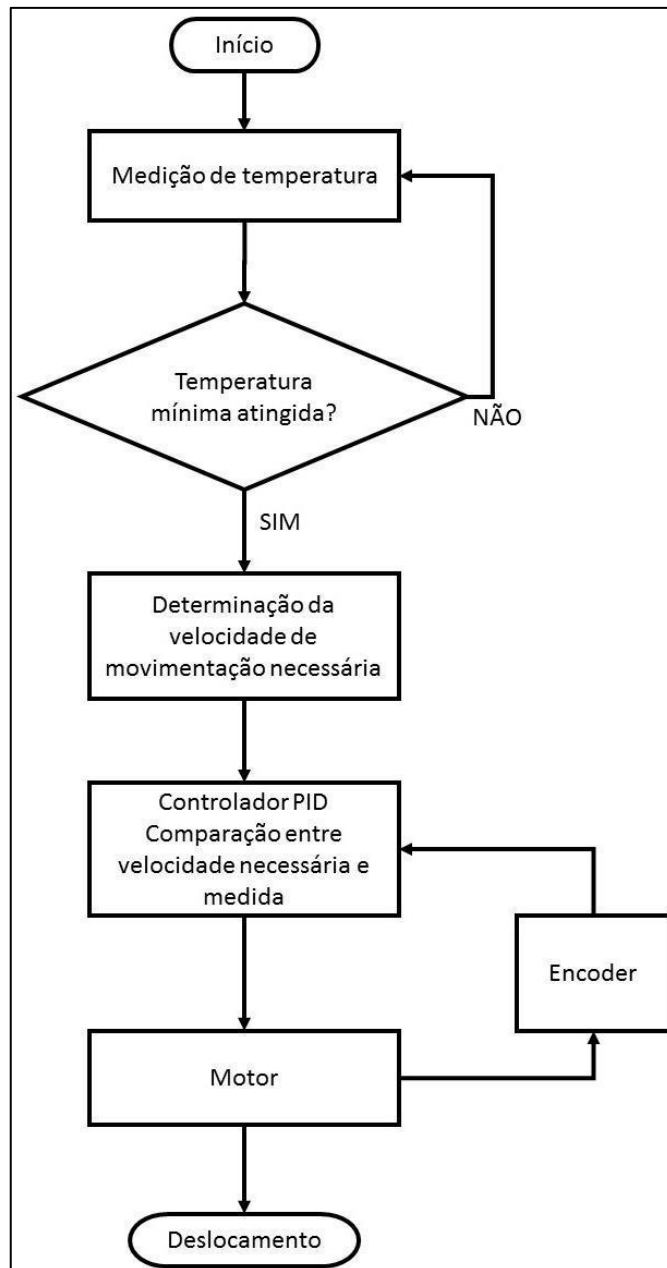 Início
Medição de temperatura
Temperatura
mínima atingida?
NÃO
SIM
Determinação da
velocidade de
movimentação necessária
Controlador PID
Comparação entre
velocidade necessária e
medida
Encoder
Motor
Deslocamento